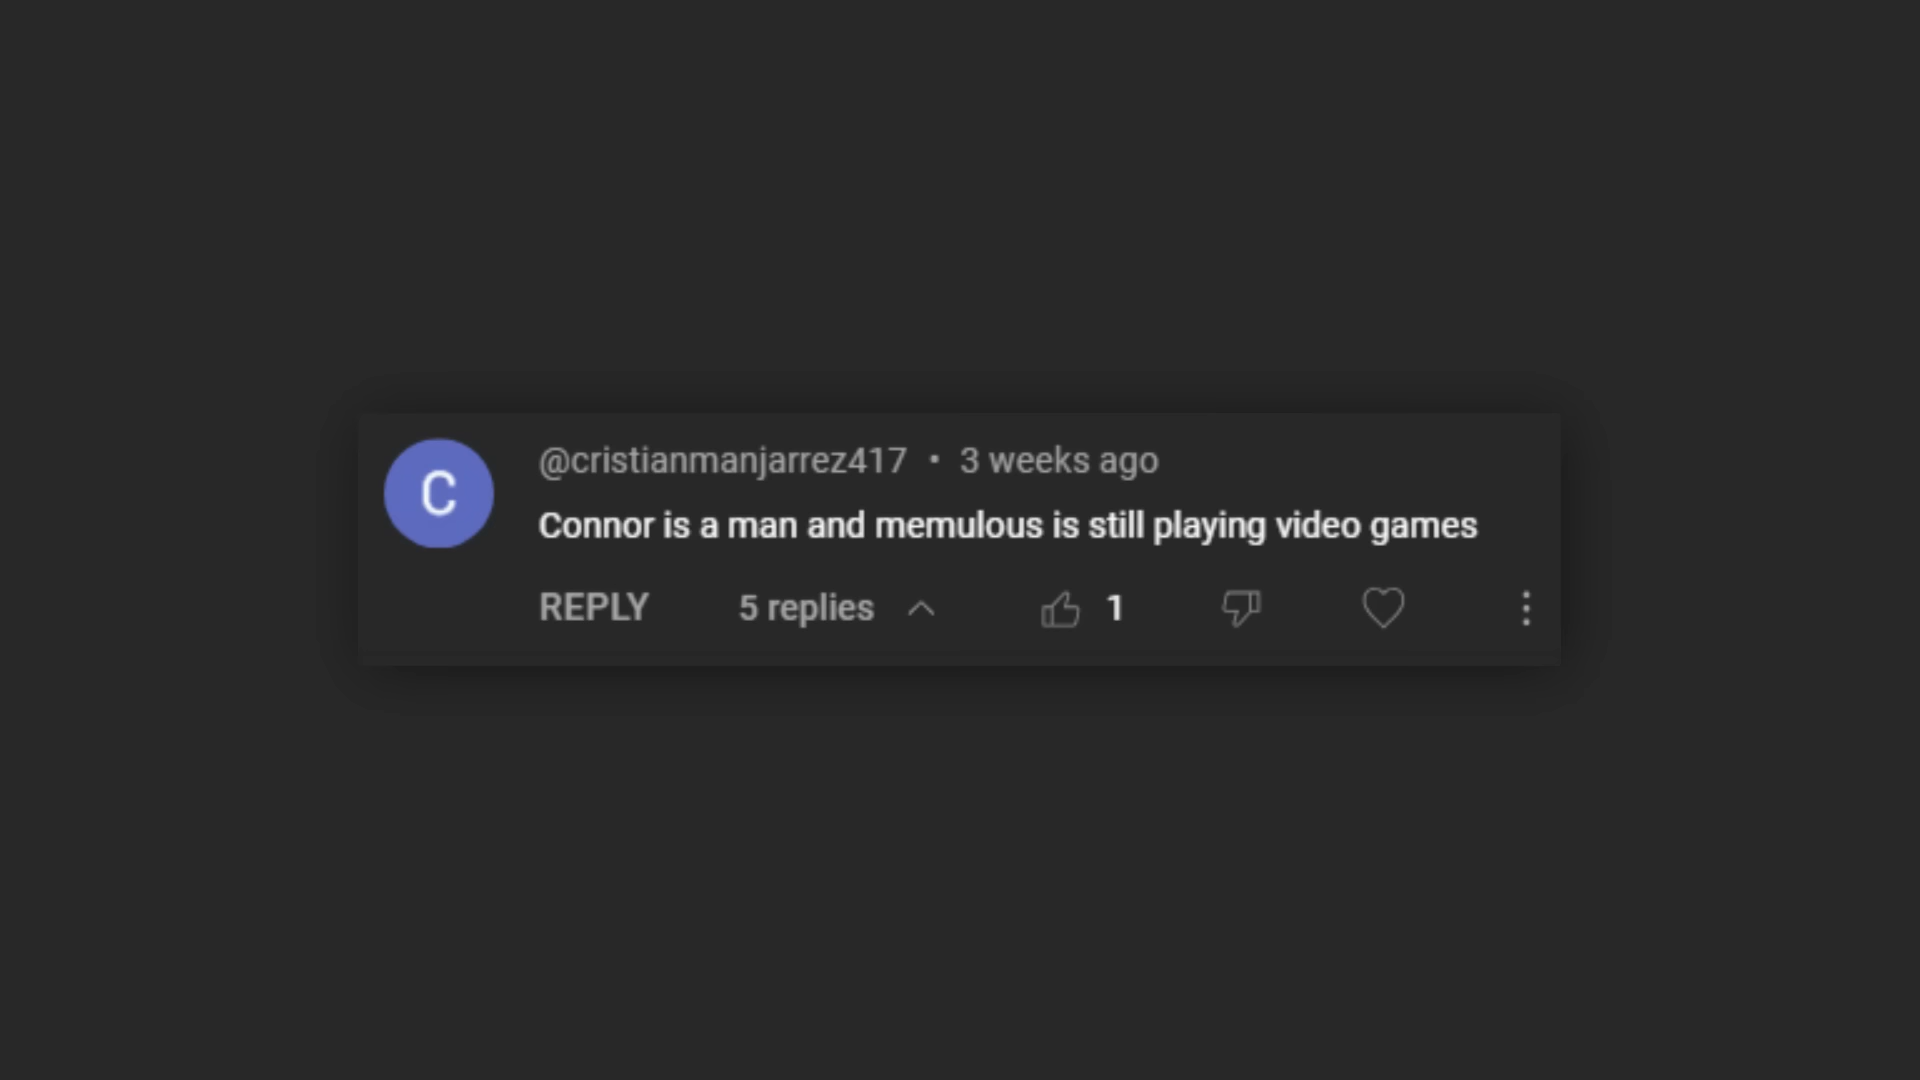 C
@cristianmanjarrez417 • 3 weeks ago
Connor is a man and memulous is still playing video games
REPLY 5 replies 1